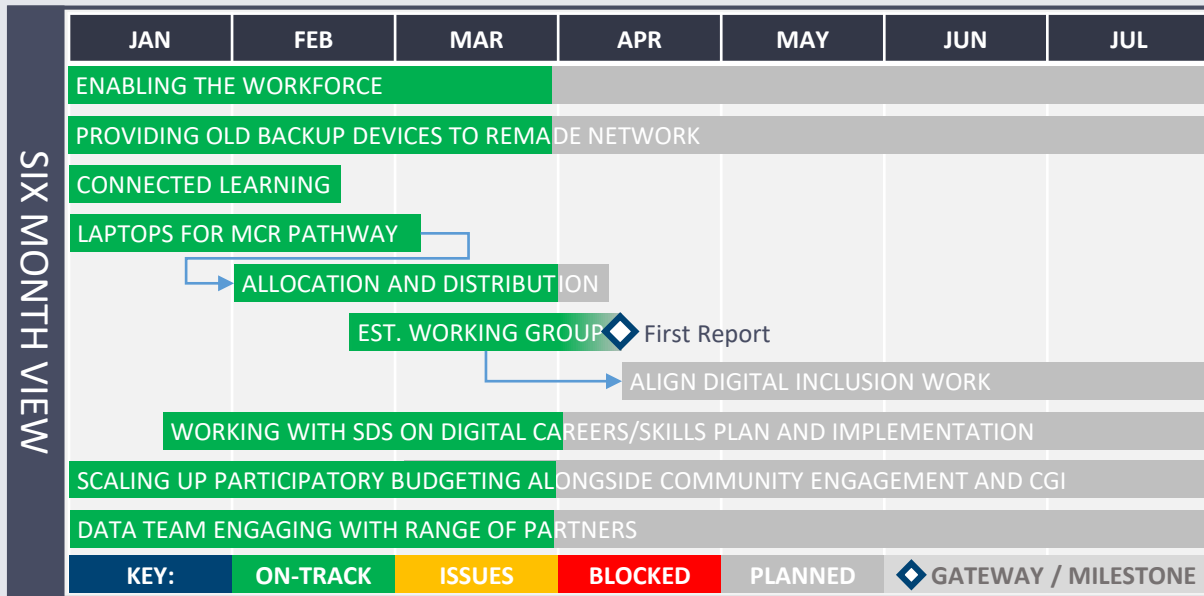 JAN FEB MAR APR MAY JUN JUL
SIX MONTH VIEW
ENABLING THE WORKFORCE
PROVIDING OLD BACKUP DEVICES TO REMADE NETWORK
CONNECTED LEARNING
LAPTOPS FOR MCR PATHWAY
ALLOCATION AND DISTRIBUTION
EST. WORKING GROUP First Report
ALIGN DIGITAL INCLUSION WORK
WORKING WITH SDS ON DIGITAL CAREERS/SKILLS PLAN AND IMPLEMENTATION
SCALING UP PARTICIPATORY BUDGETING ALONGSIDE COMMUNITY ENGAGEMENT AND CGI
DATA TEAM ENGAGING WITH RANGE OF PARTNERS
KEY: ON-TRACK ISSUES BLOCKED PLANNED GATEWAY / MILESTONE